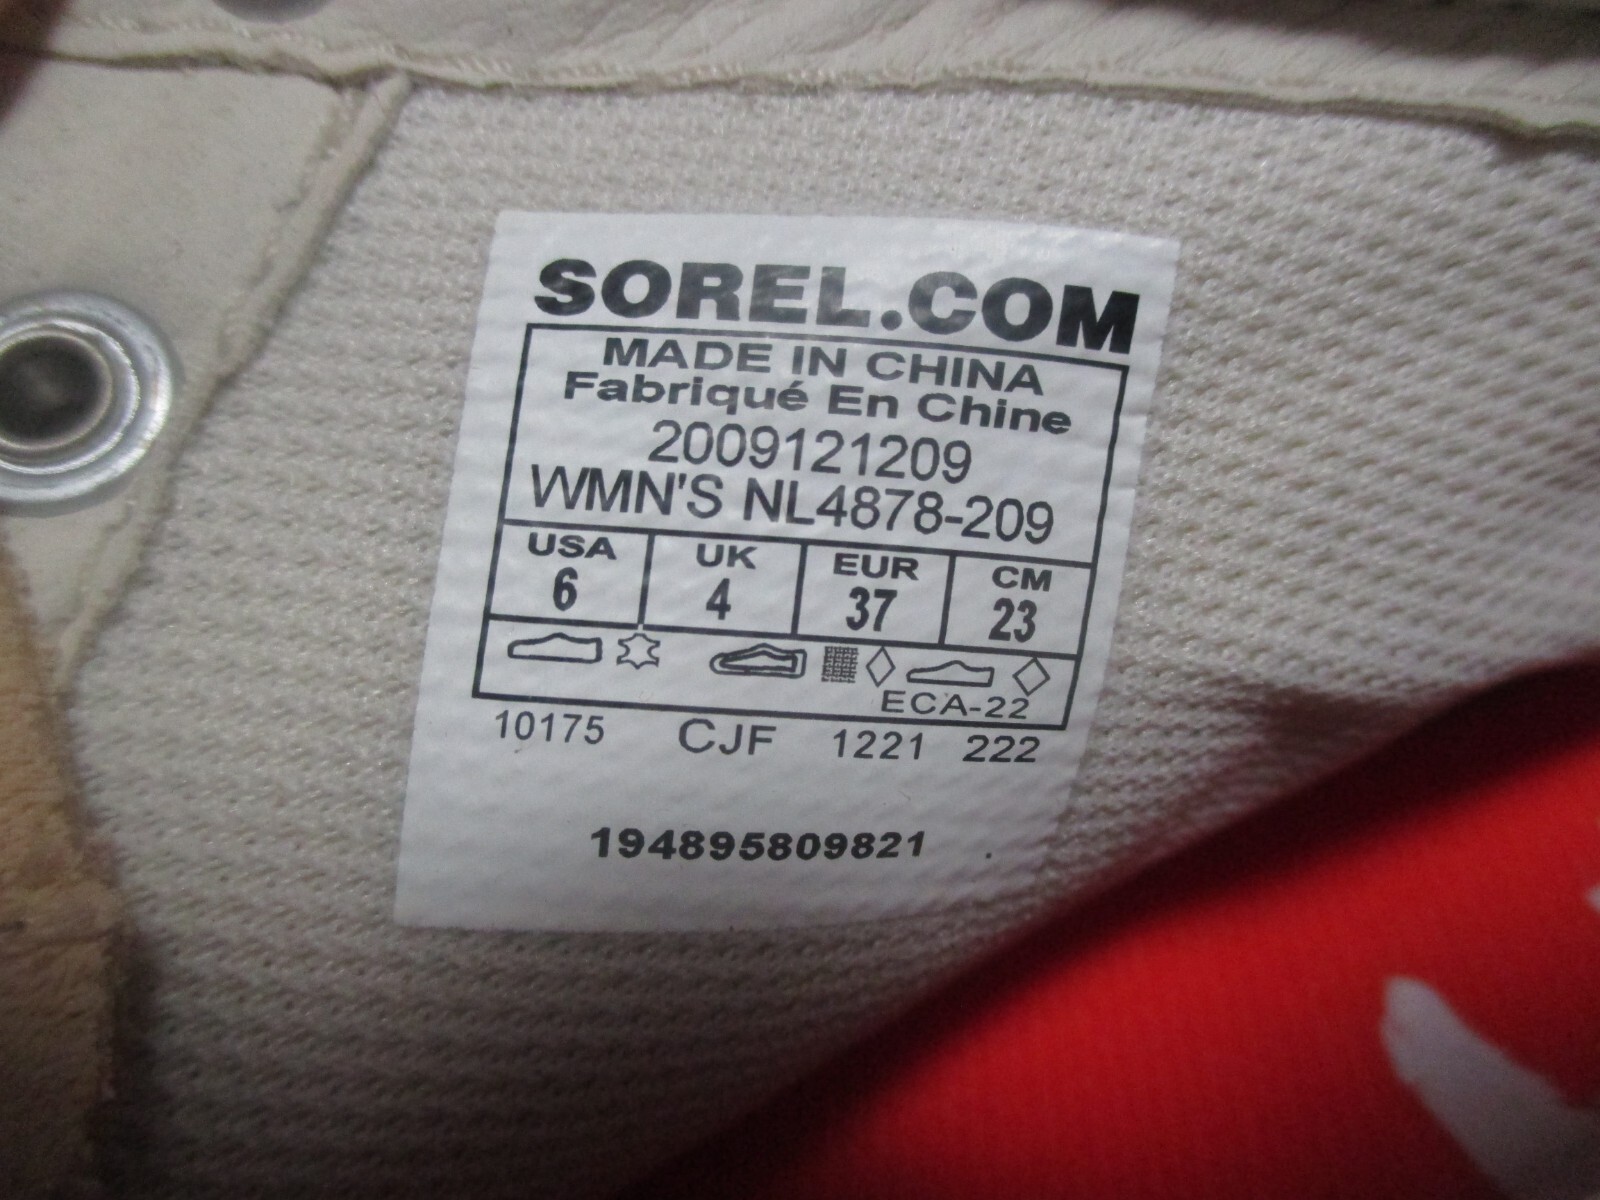 SOREL.COM
MADE IN CHINA
Fabriqué En Chine
2009121209
WMN'S NL4878-209
USA UK EUR CM
6 4 37 23
ECA-22
10175 CJF 1221 222
194895809821